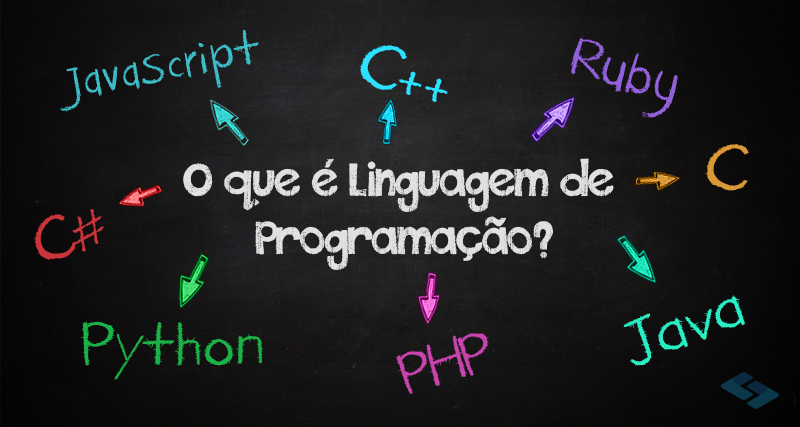 JavaScript
C++
Ruby
O que é Linguagem de
Programação?
C
C#
Python
PHP
Java